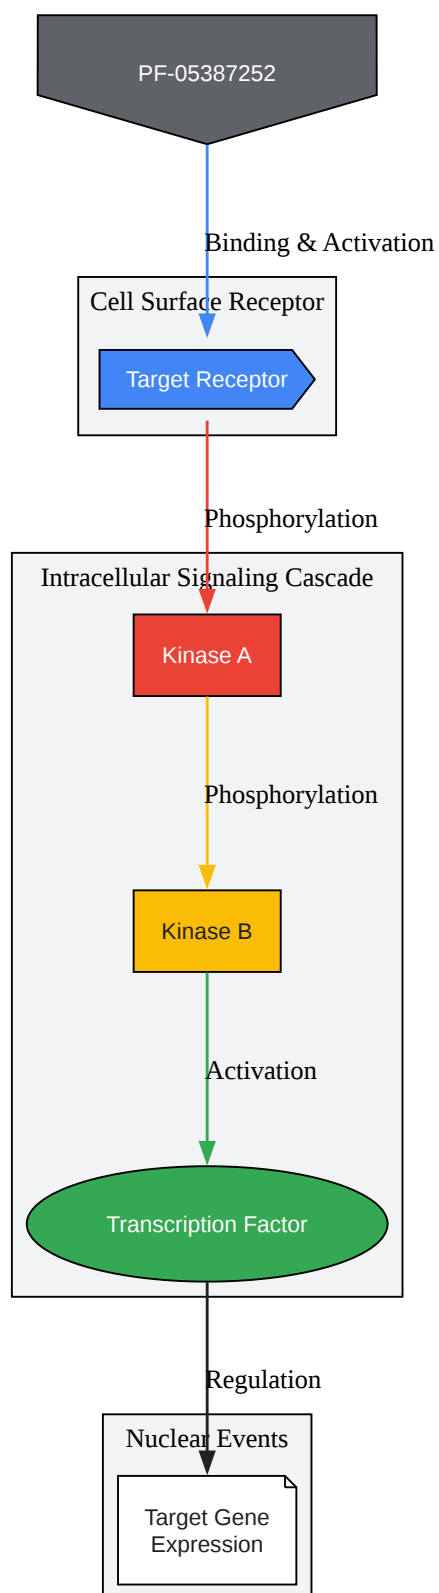 PF-05387252
Binding & Activation
Cell Surface Receptor
Target Receptor
Phosphorylation
Intracellular Signaling Cascade
Kinase A
Phosphorylation
Kinase B
Activation
Transcription Factor
Regulation
Nuclear Events
Target Gene
Expression